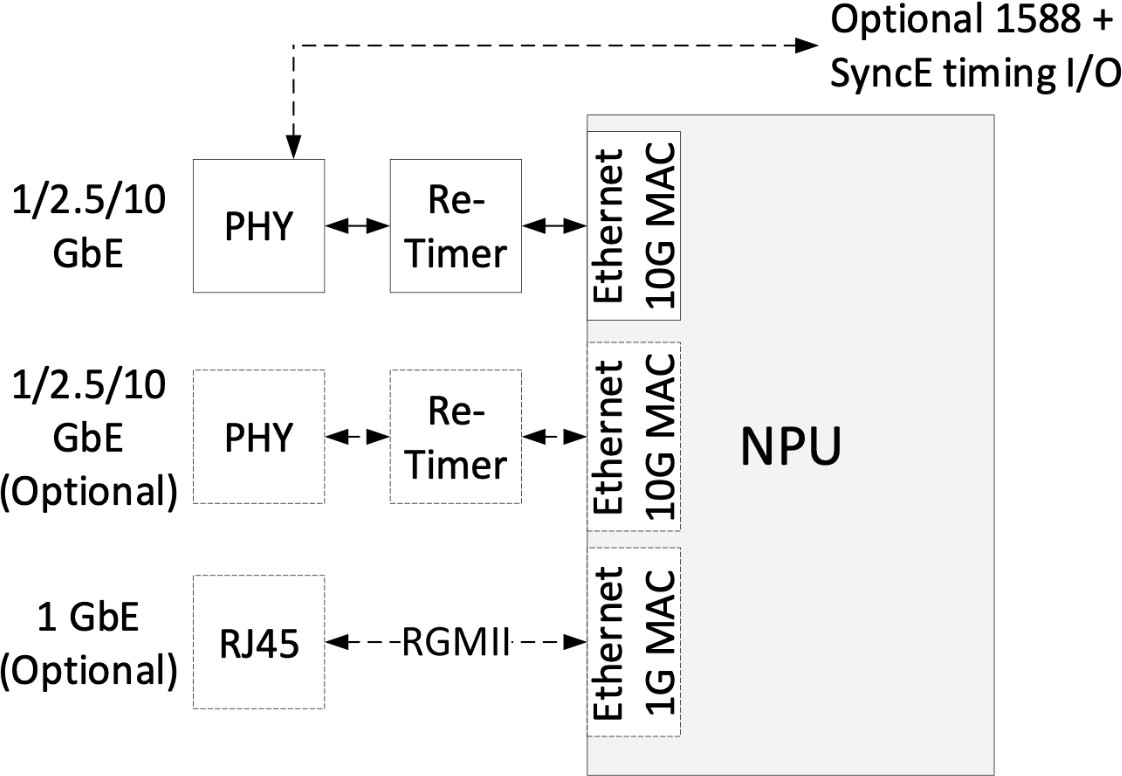 Optional 1588 +
SyncE timing I/O
1/2.5/10
GbE
PHY
Re-
Timer
Ethernet
10G MAC
1/2.5/10
GbE
(Optional)
PHY
Re-
Timer
Ethernet
10G MAC
NPU
1 GbE
(Optional)
RJ45
RGMII
Ethernet
1G MAC